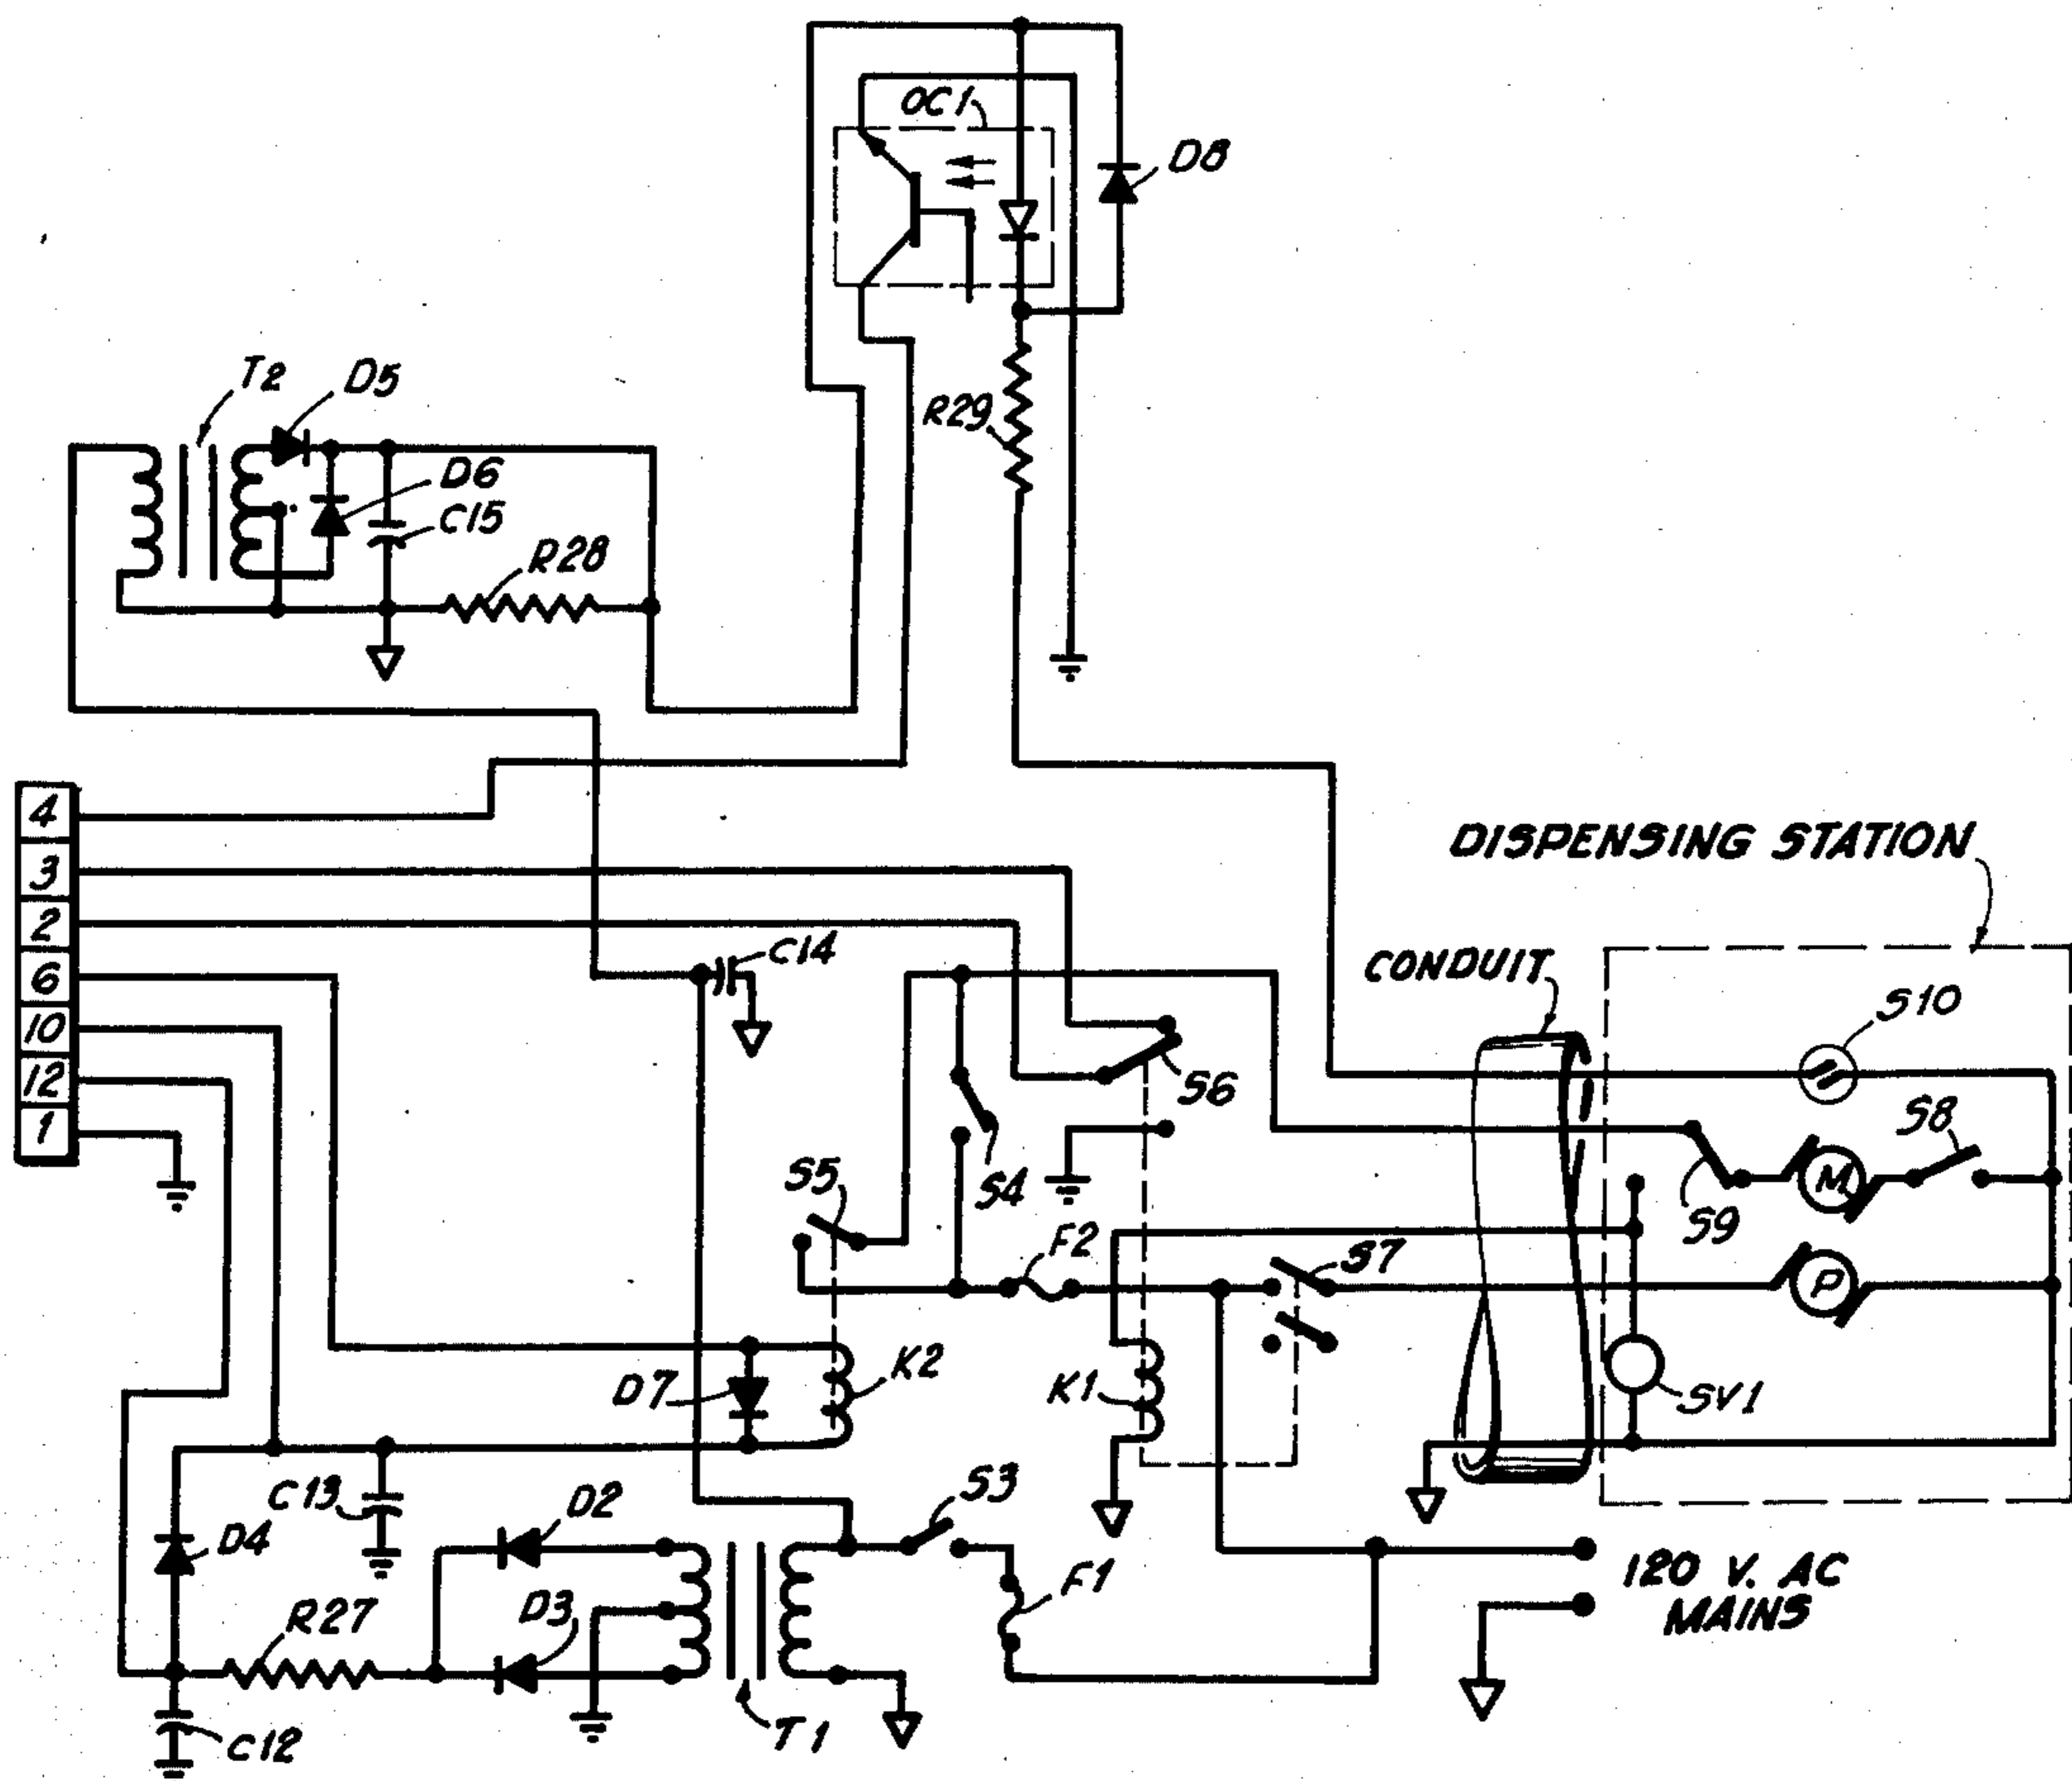 OC1
D8
T2
D5
D6
C15
R28
R29
4
3
2
6
10
12
1
DISPENSING STATION
C14
CONDUIT
S10
S6
S8
S5
S4
S9
M
F2
S7
P
D7
K2
K1
SV1
C13
D2
S3
D4
D3
F1
R27
120 V. AC
MAINS
C12
T1